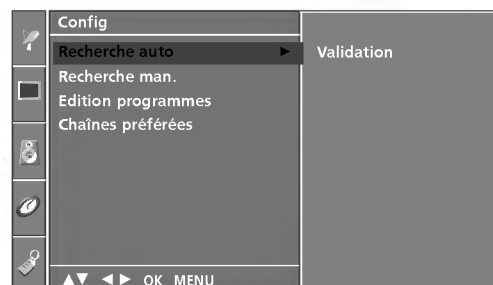 Config
Recherche auto ► Validation
Recherche man.
Edition programmes
Chaînes préférées
▲▼ ◄► OK MENU